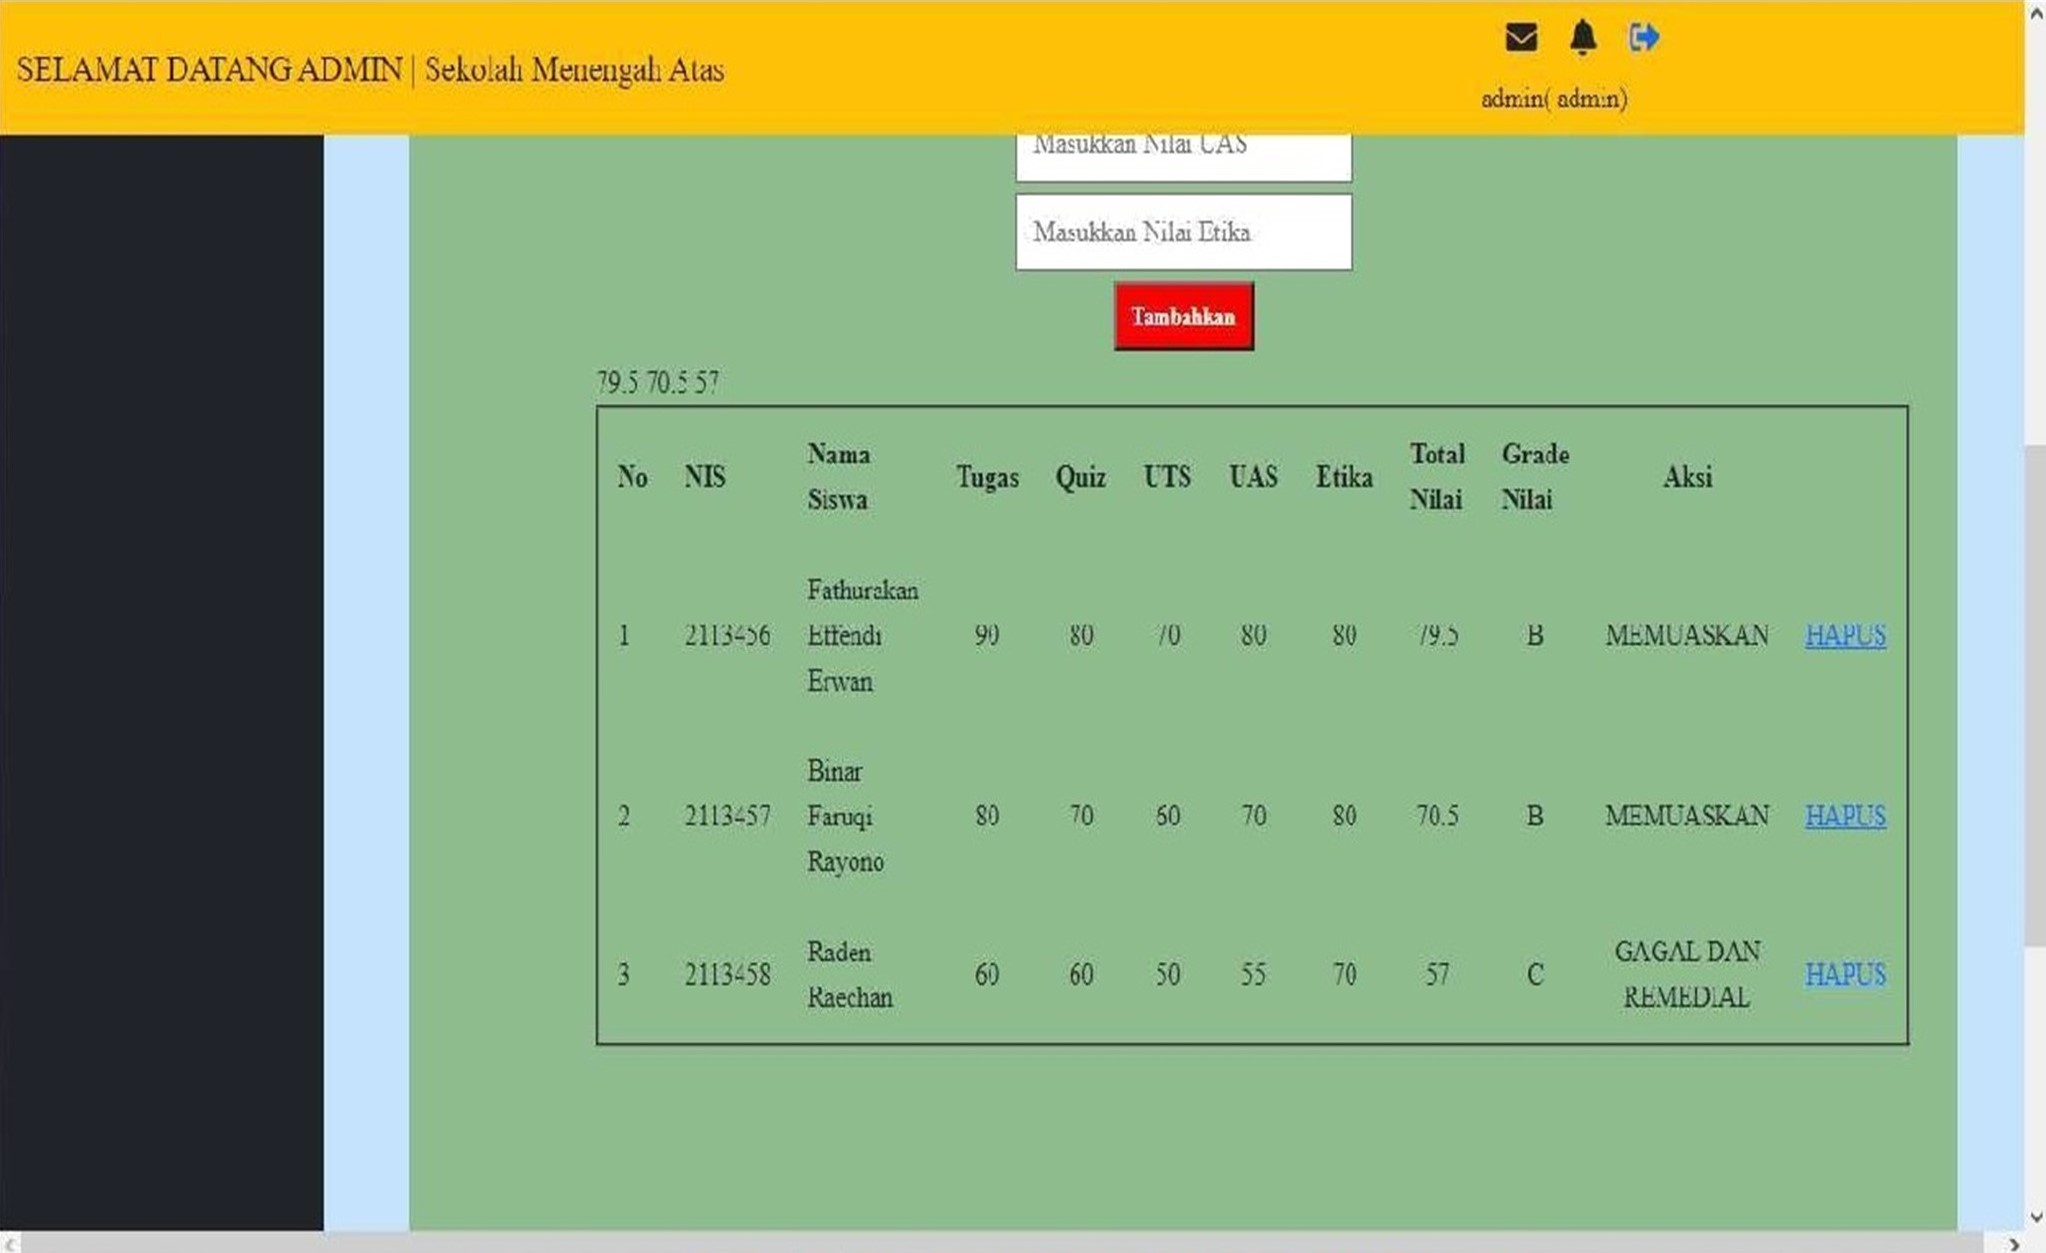 SELAMAT DATANG ADMIN | Sekolah Menengah Atas
admin( admin)
Masukkan Nilai UAS
Masukkan Nilai Etika
Tambahkan
79.5 70.5 57
No NIS Nama Siswa Tugas Quiz UTS UAS Etika Total Nilai Grade Nilai Aksi
1 2113456 Fathurakan Effendi Erwan 90 80 70 80 80 79.5 B MEMUASKAN HAPUS
2 2113457 Binar Faruqi Rayono 80 70 60 70 80 70.5 B MEMUASKAN HAPUS
3 2113458 Raden Raechan 60 60 50 55 70 57 C GAGAL DAN REMEDIAL HAPUS